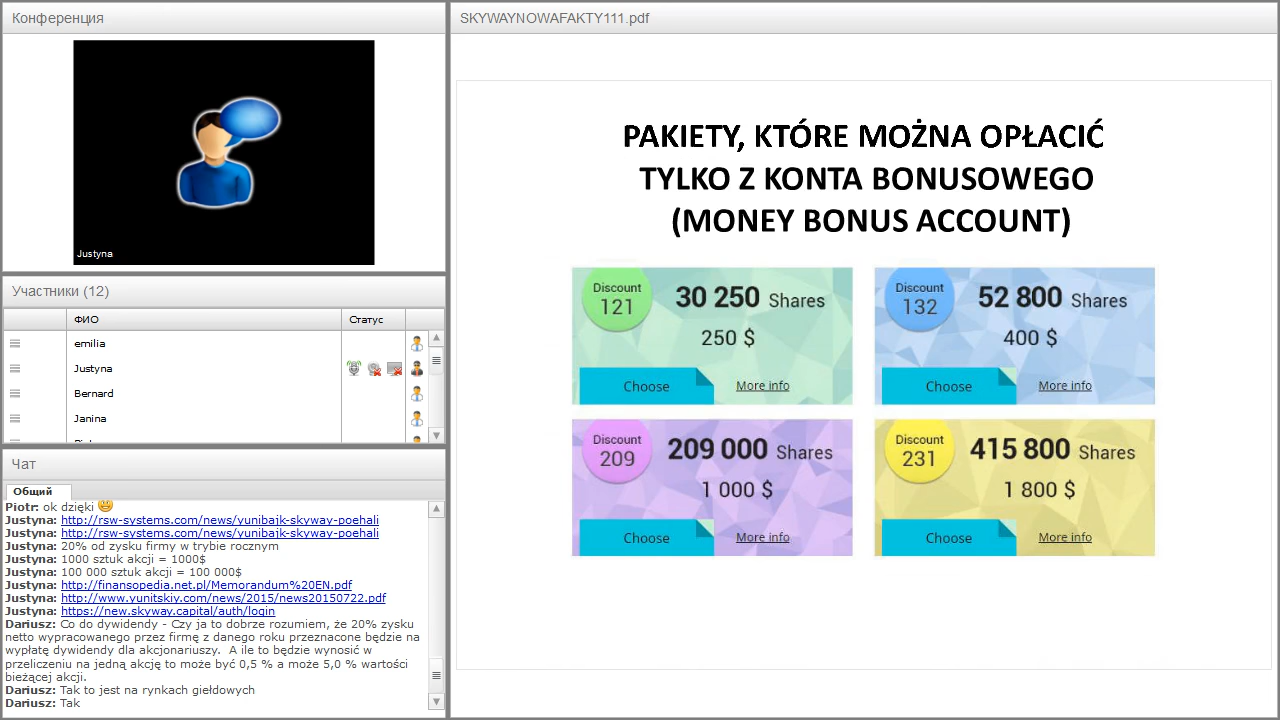 Конференция
Justyna
Участники (12)
ФИО Статус
emilia
Justyna
Bernard
Janina
Чат
Общий
Piotr: ok dzięki
Justyna: http://rsw-systems.com/news/yunibajk-skyway-poehali
Justyna: http://rsw-systems.com/news/yunibajk-skyway-poehali
Justyna: 20% od zysku firmy w trybie rocznym
Justyna: 1000 sztuk akcji = 1000$
Justyna: 100 000 sztuk akcji = 100 000$
Justyna: http://finansopedia.net.pl/Memorandum%20EN.pdf
Justyna: http://www.yunitskiy.com/news/2015/news20150722.pdf
Justyna: https://new.skyway.capital/auth/login
Dariusz: Co do dywidendy - Czy ja to dobrze rozumiem, że 20% zysku
netto wypracowanego przez firmę z danego roku przeznaczone będzie na
wypłatę dywidendy dla akcjonariuszy. A ile to będzie wynosić w
przeliczeniu na jedną akcję to może być 0,5 % a może 5,0 % wartości
bieżącej akcji.
Dariusz: Tak to jest na rynkach giełdowych
Dariusz: Tak
SKYWAYNOWAFAKTY111.pdf
PAKIETY, KTÓRE MOŻNA OPŁACIĆ
TYLKO Z KONTA BONUSOWEGO
(MONEY BONUS ACCOUNT)
Discount
121
30 250 Shares
250 $
Choose
More info
Discount
132
52 800 Shares
400 $
Choose
More info
Discount
209
209 000 Shares
1 000 $
Choose
More info
Discount
231
415 800 Shares
1 800 $
Choose
More info